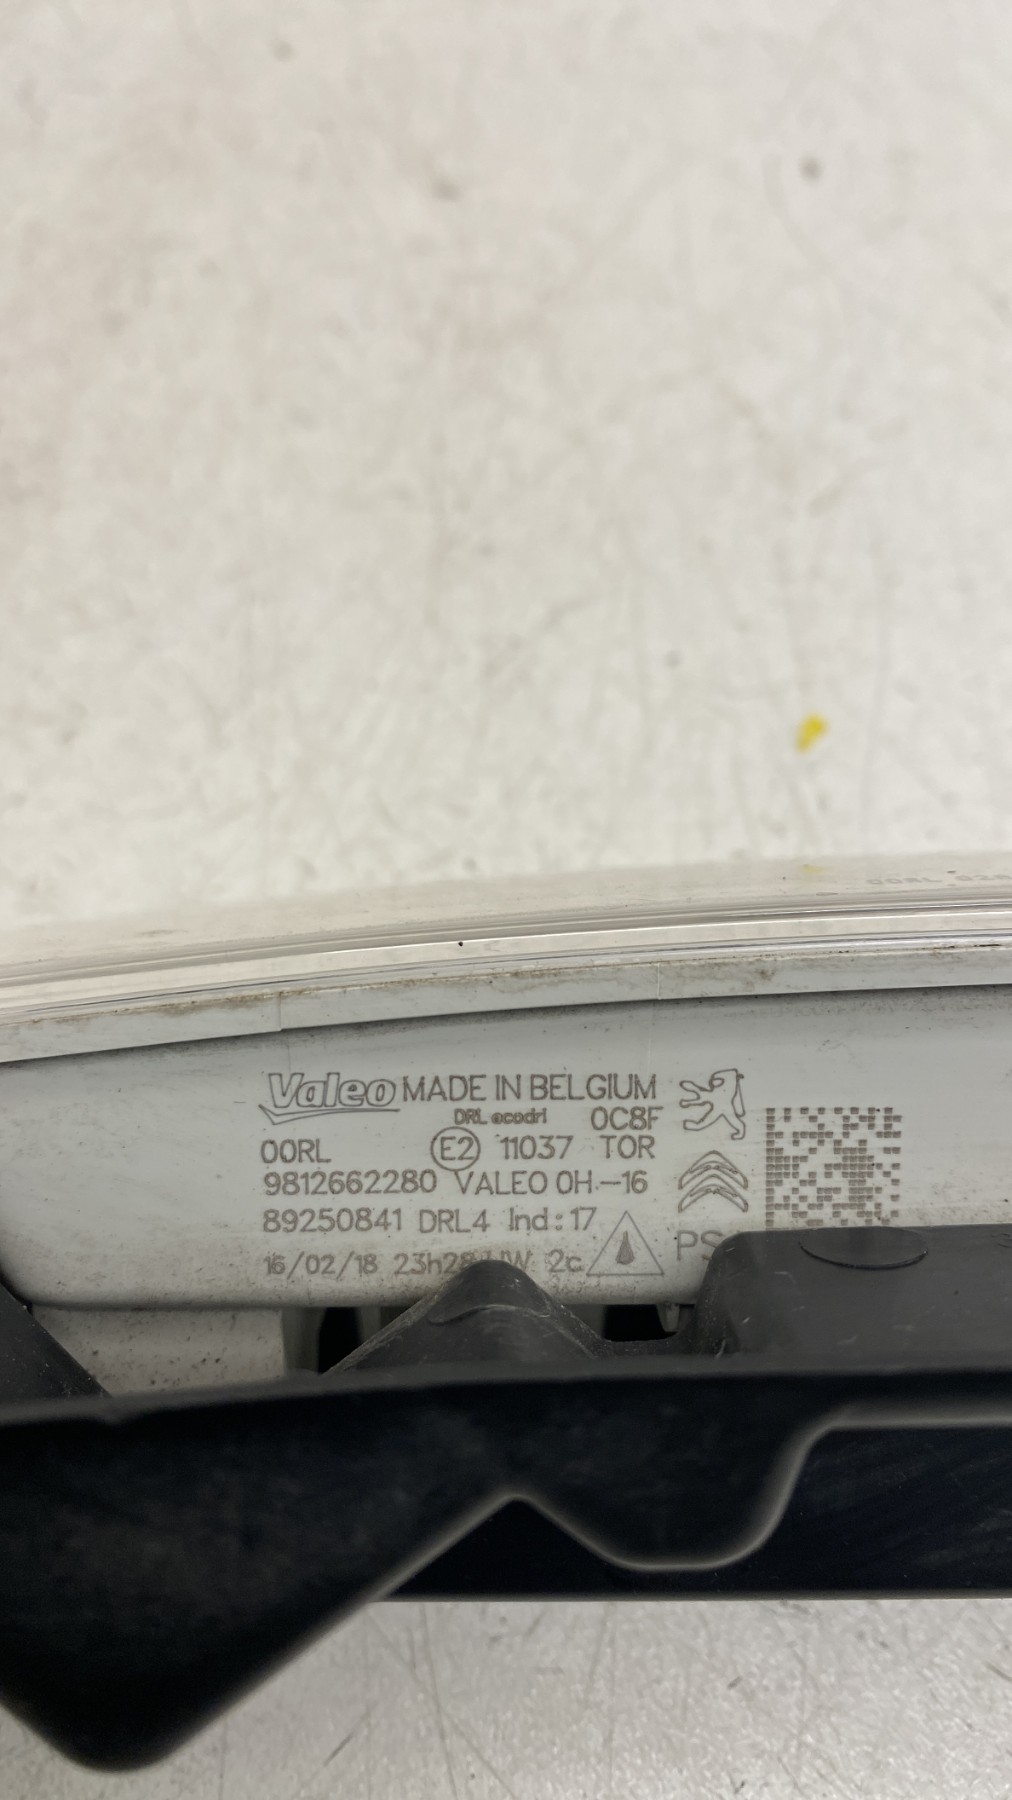 00RL
Valeo MADE IN BELGIUM
DRL ecodrl 0C8F
00RL E2 11037 TOR
9812662280 VALEO 0H.-16
89250841 DRL4 Ind:17
16/02/18 23h28 2c